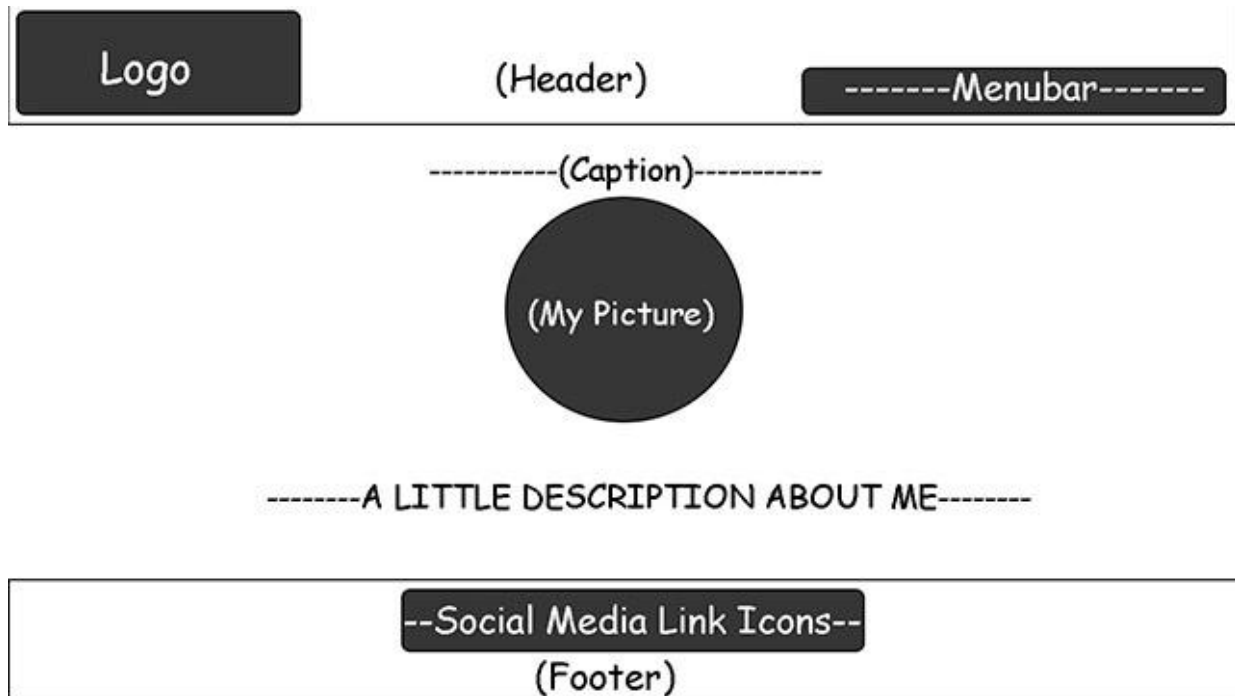 Logo
(Header)
-------Menubar-------
-----------(Caption)-----------
(My Picture)
--------A LITTLE DESCRIPTION ABOUT ME--------
--Social Media Link Icons--
(Footer)